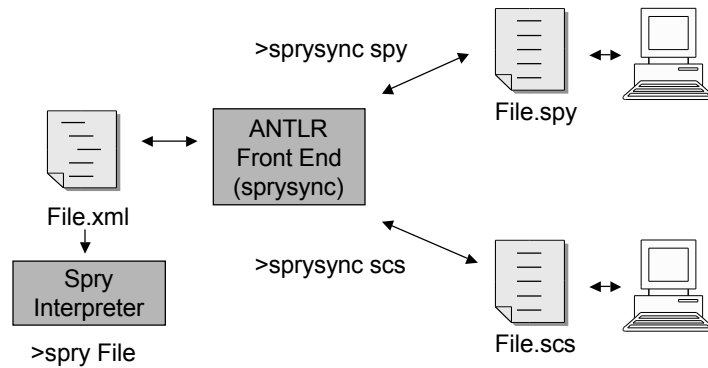 >sprysync spy
File.spy
ANTLR
Front End
(sprysync)
File.xml
>sprysync scs
Spry
Interpreter
File.scs
>spry File